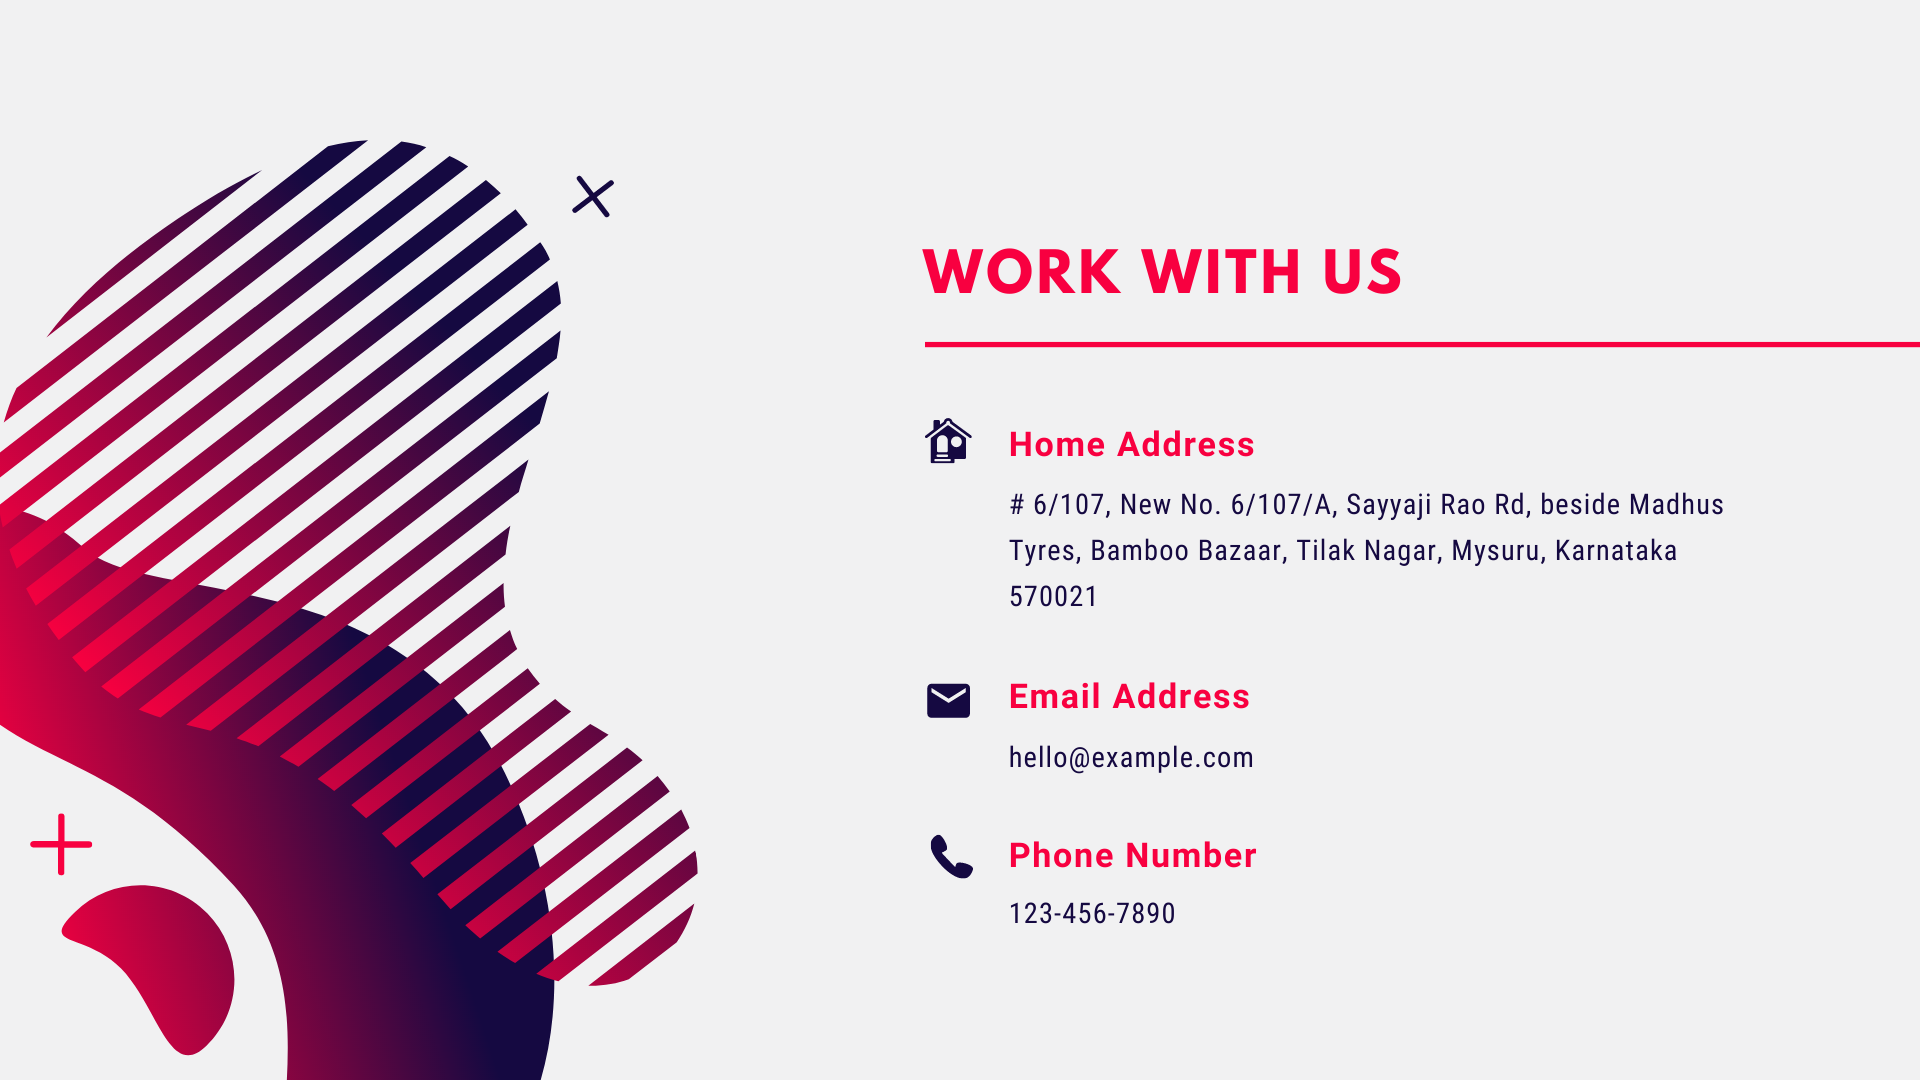 WORK WITH US
Home Address
# 6/107, New No. 6/107/A, Sayyaji Rao Rd, beside Madhus
Tyres, Bamboo Bazaar, Tilak Nagar, Mysuru, Karnataka
570021
Email Address
hello@example.com
Phone Number
123-456-7890